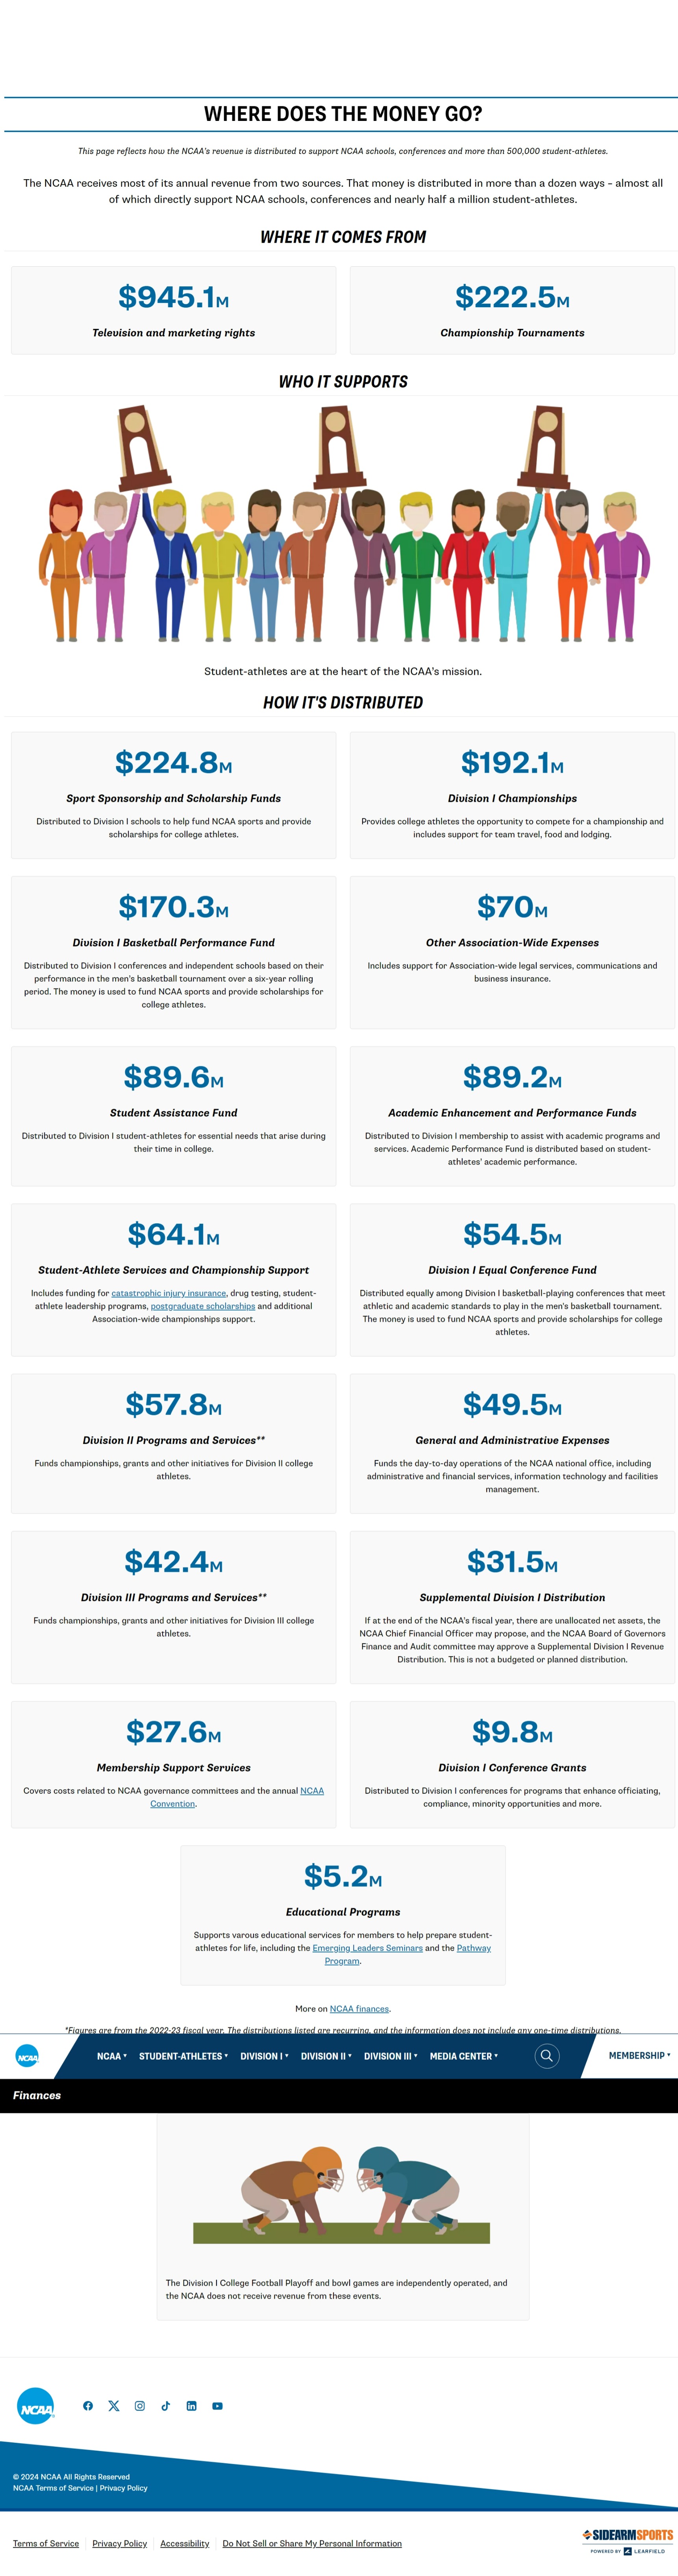 WHERE DOES THE MONEY GO?
This page reflects how the NCAA's revenue is distributed to support NCAA schools, conferences and more than 500,000 student-athletes.
The NCAA receives most of its annual revenue from two sources. That money is distributed in more than a dozen ways – almost all
of which directly support NCAA schools, conferences and nearly half a million student-athletes.
WHERE IT COMES FROM
$945.1M
Television and marketing rights
$222.5M
Championship Tournaments
WHO IT SUPPORTS
Student-athletes are at the heart of the NCAA's mission.
HOW IT'S DISTRIBUTED
$224.8M
Sport Sponsorship and Scholarship Funds
Distributed to Division I schools to help fund NCAA sports and provide
scholarships for college athletes.
$192.1M
Division I Championships
Provides college athletes the opportunity to compete for a championship and
includes support for team travel, food and lodging.
$170.3M
Division I Basketball Performance Fund
Distributed to Division I conferences and independent schools based on their
performance in the men's basketball tournament over a six-year rolling
period. The money is used to fund NCAA sports and provide scholarships for
college athletes.
$70M
Other Association-Wide Expenses
Includes support for Association-wide legal services, communications and
business insurance.
$89.6M
Student Assistance Fund
Distributed to Division I student-athletes for essential needs that arise during
their time in college.
$89.2M
Academic Enhancement and Performance Funds
Distributed to Division I membership to assist with academic programs and
services. Academic Performance Fund is distributed based on student-
athletes' academic performance.
$64.1M
Student-Athlete Services and Championship Support
Includes funding for catastrophic injury insurance, drug testing, student-
athlete leadership programs, postgraduate scholarships and additional
Association-wide championships support.
$54.5M
Division I Equal Conference Fund
Distributed equally among Division I basketball-playing conferences that meet
athletic and academic standards to play in the men's basketball tournament.
The money is used to fund NCAA sports and provide scholarships for college
athletes.
$57.8M
Division II Programs and Services**
Funds championships, grants and other initiatives for Division II college
athletes.
$49.5M
General and Administrative Expenses
Funds the day-to-day operations of the NCAA national office, including
administrative and financial services, information technology and facilities
management.
$42.4M
Division III Programs and Services**
Funds championships, grants and other initiatives for Division III college
athletes.
$31.5M
Supplemental Division I Distribution
If at the end of the NCAA's fiscal year, there are unallocated net assets, the
NCAA Chief Financial Officer may propose, and the NCAA Board of Governors
Finance and Audit committee may approve a Supplemental Division I Revenue
Distribution. This is not a budgeted or planned distribution.
$27.6M
Membership Support Services
Covers costs related to NCAA governance committees and the annual NCAA
Convention.
$9.8M
Division I Conference Grants
Distributed to Division I conferences for programs that enhance officiating,
compliance, minority opportunities and more.
$5.2M
Educational Programs
Supports varous educational services for members to help prepare student-
athletes for life, including the Emerging Leaders Seminars and the Pathway
Program.
More on NCAA finances.
*Figures are from the 2022-23 fiscal year. The distributions listed are recurring, and the information does not include any one-time distributions.
NCAA NCAA STUDENT-ATHLETES DIVISION I DIVISION II DIVISION III MEDIA CENTER MEMBERSHIP
Finances
The Division I College Football Playoff and bowl games are independently operated, and
the NCAA does not receive revenue from these events.
NCAA
© 2024 NCAA All Rights Reserved
NCAA Terms of Service | Privacy Policy
Terms of Service Privacy Policy Accessibility Do Not Sell or Share My Personal Information
SIDEARMSPORTS
POWERED BY LEARFIELD